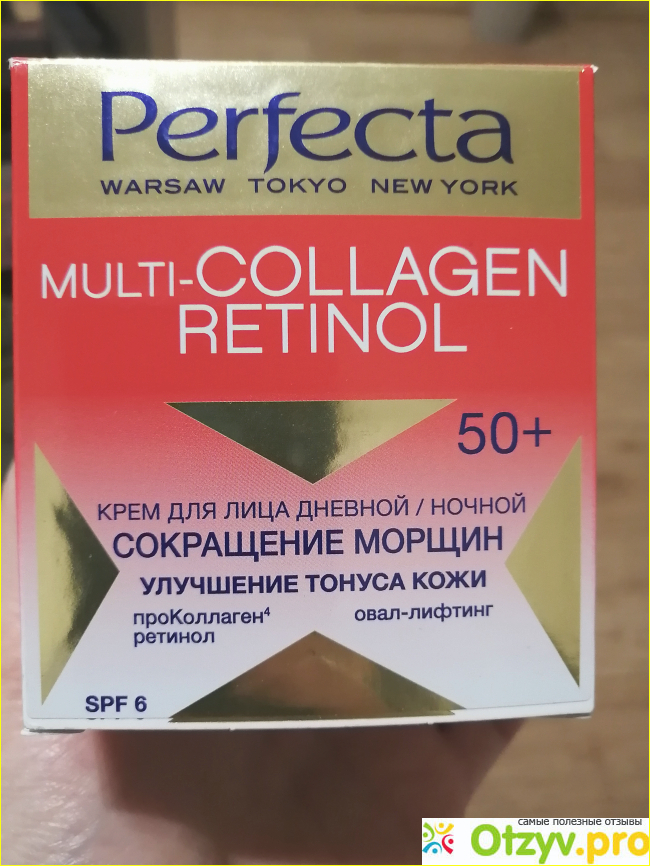 Perfecta
WARSAW TOKYO NEW YORK
MULTI-COLLAGEN
RETINOL
50+
КРЕМ ДЛЯ ЛИЦА ДНЕВНОЙ / НОЧНОЙ
СОКРАЩЕНИЕ МОРЩИН
УЛУЧШЕНИЕ ТОНУСА КОЖИ
проКоллаген⁴ овал-лифтинг
ретинол
SPF 6
самые полезные отзывы
Otzyv.pro